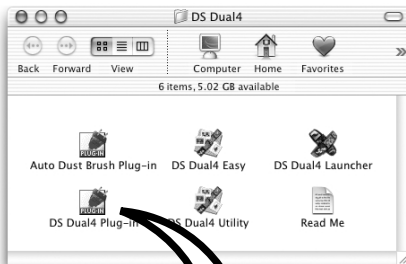 DS Dual4
Back Forward View Computer Home Favorites
6 items, 5.02 GB available
PLUG-IN
Auto Dust Brush Plug-in DS Dual4 Easy DS Dual4 Launcher
PLUG-IN
DS Dual4 Plug-in DS Dual4 Utility Read Me